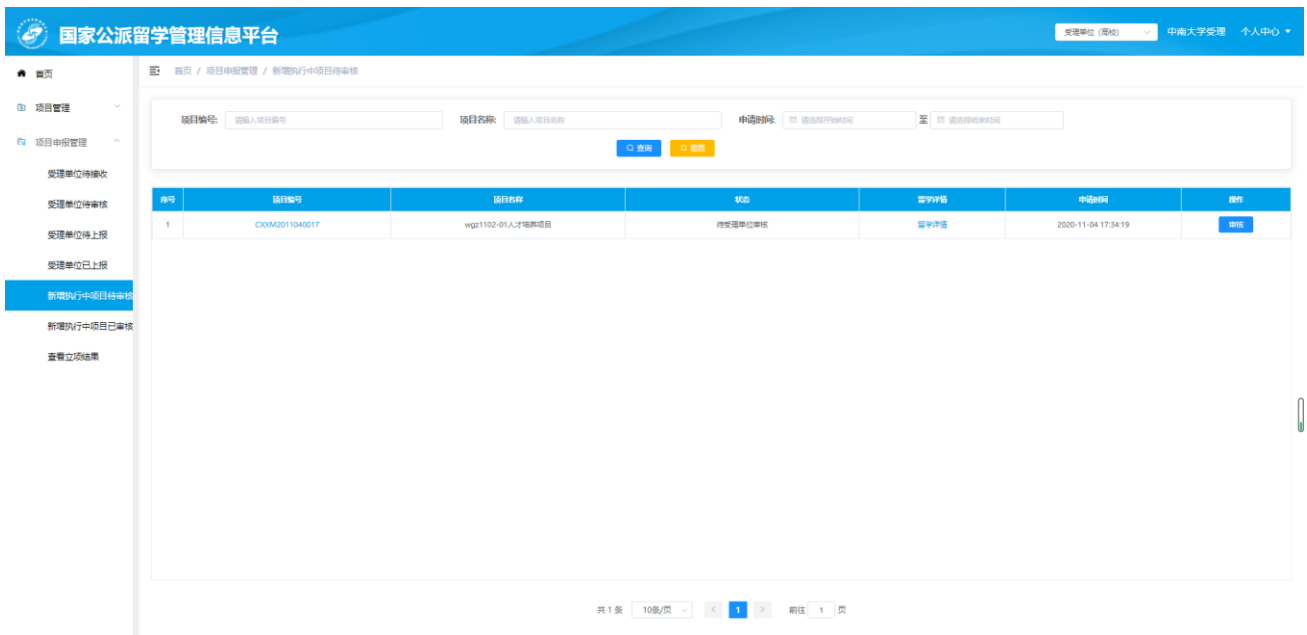 国家公派留学管理信息平台
受理单位 (高校) 中南大学受理 个人中心
首页
首页 / 项目申报管理 / 新增执行中项目待审核
项目管理
项目申报管理
受理单位待接收
受理单位待审核
受理单位待上报
受理单位已上报
新增执行中项目待审核
新增执行中项目已审核
查看立项结果
项目编号: 请输入项目编号 项目名称: 请输入项目名称 申请时间: 请选择开始时间 至 请选择结束时间
查询 重置
序号 项目编号 项目名称 状态 留学详情 申请时间 操作
1 CXXM2011040017 wgz1102-01人才培养项目 待受理单位审核 留学详情 2020-11-04 17:34:19 审核
共 1 条 10条/页 1 前往 1 页